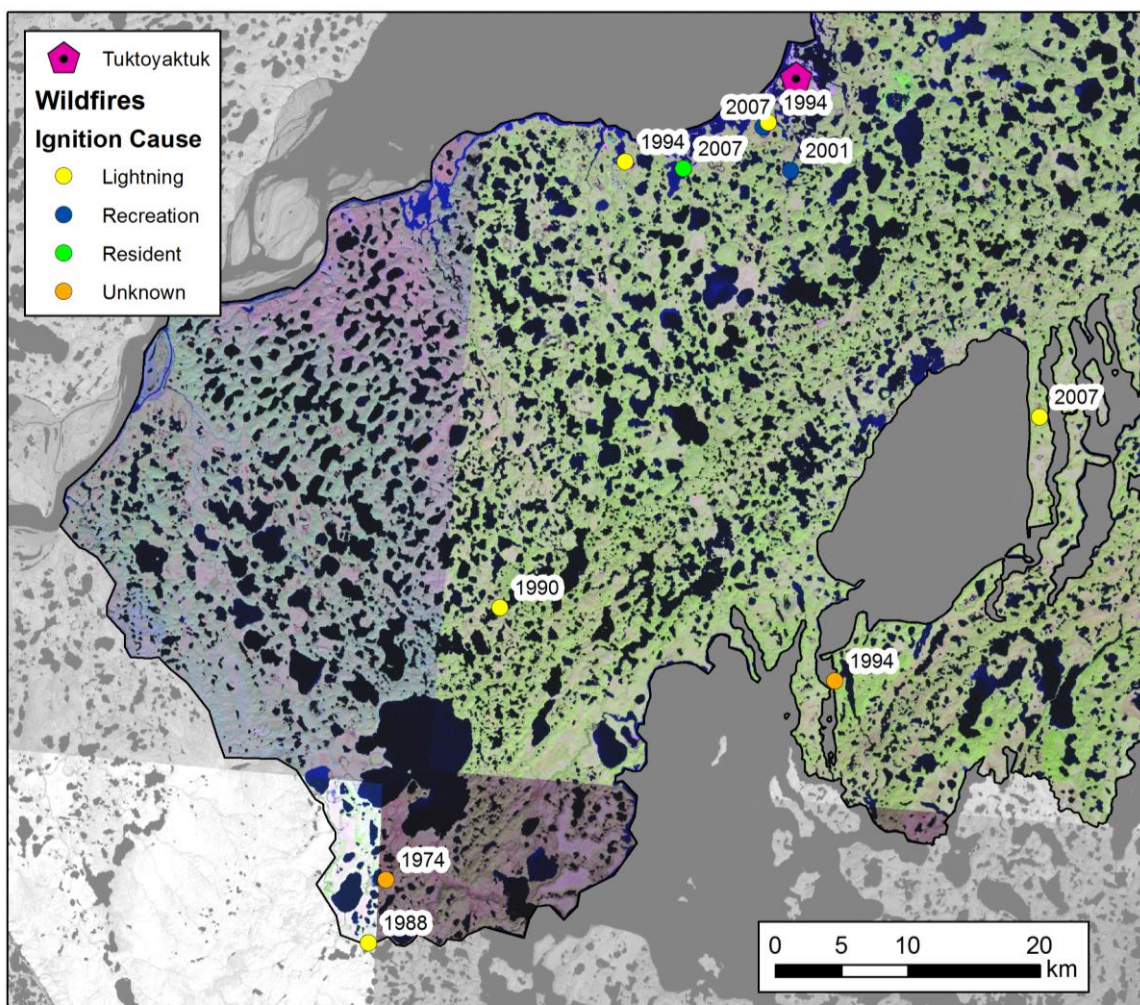 Tuktoyaktuk
Wildfires
Ignition Cause
Lightning
Recreation
Resident
Unknown
2007
1994
1994
2007
2001
2007
1990
1994
1974
1988
0 5 10 20
km